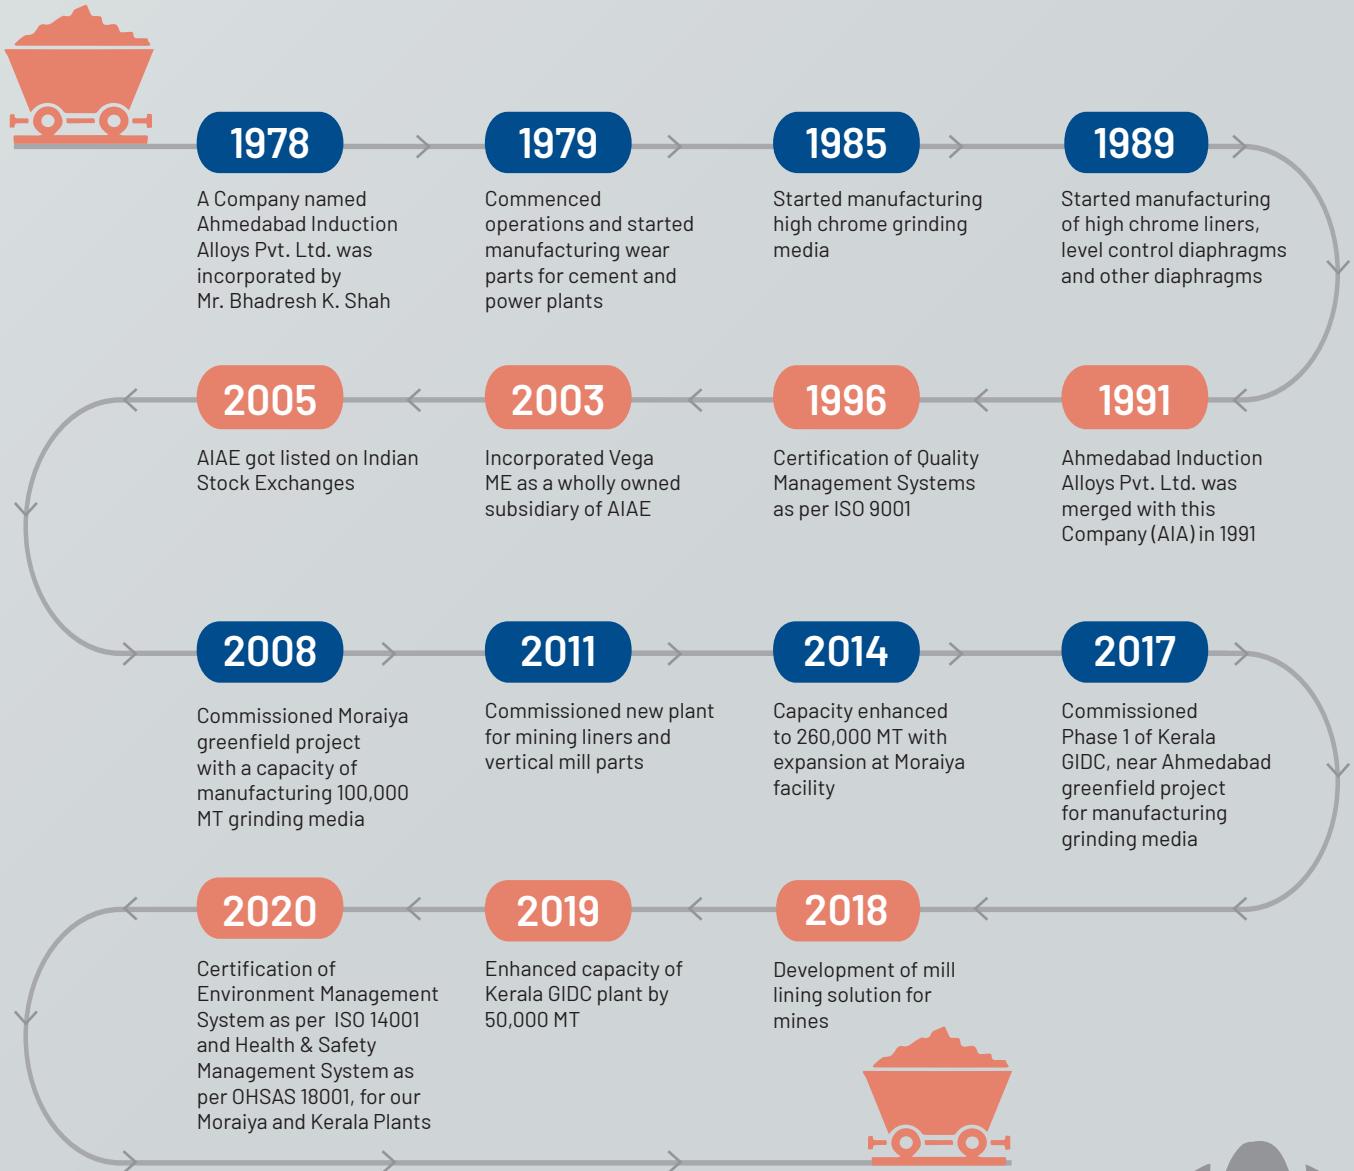 1978
A Company named
Ahmedabad Induction
Alloys Pvt. Ltd. was
incorporated by
Mr. Bhadresh K. Shah
1979
Commenced
operations and started
manufacturing wear
parts for cement and
power plants
1985
Started manufacturing
high chrome grinding
media
1989
Started manufacturing
of high chrome liners,
level control diaphragms
and other diaphragms
1991
Ahmedabad Induction
Alloys Pvt. Ltd. was
merged with this
Company (AIA) in 1991
1996
Certification of Quality
Management Systems
as per ISO 9001
2003
Incorporated Vega
ME as a wholly owned
subsidiary of AIAE
2005
AIAE got listed on Indian
Stock Exchanges
2008
Commissioned Moraiya
greenfield project
with a capacity of
manufacturing 100,000
MT grinding media
2011
Commissioned new plant
for mining liners and
vertical mill parts
2014
Capacity enhanced
to 260,000 MT with
expansion at Moraiya
facility
2017
Commissioned
Phase 1 of Kerala
GIDC, near Ahmedabad
greenfield project
for manufacturing
grinding media
2018
Development of mill
lining solution for
mines
2019
Enhanced capacity of
Kerala GIDC plant by
50,000 MT
2020
Certification of
Environment Management
System as per ISO 14001
and Health & Safety
Management System as
per OHSAS 18001, for our
Moraiya and Kerala Plants